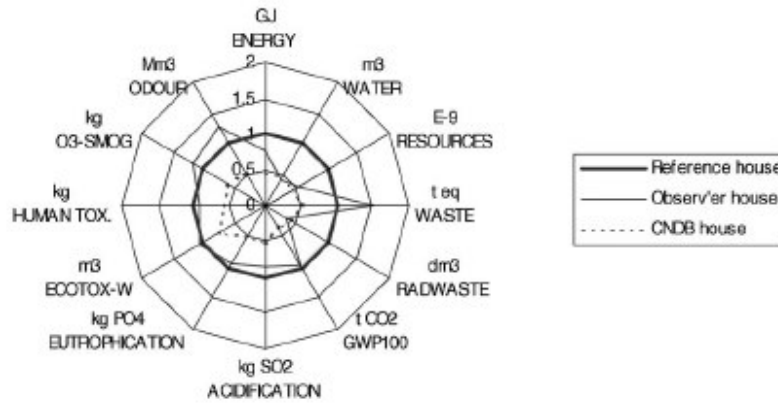 GJ
ENERGY
m3
WATER
E-9
RESOURCES
t eq
WASTE
dm3
RADWASTE
t CO2
GWP100
kg SO2
ACIDIFICATION
kg PO4
EUTROPHICATION
m3
ECOTOX-W
kg
HUMAN TOX.
kg
O3-SMOG
Mm3
ODOUR
2
1.5
1
0.5
0
Reference house
Observ'er house
CNDB house